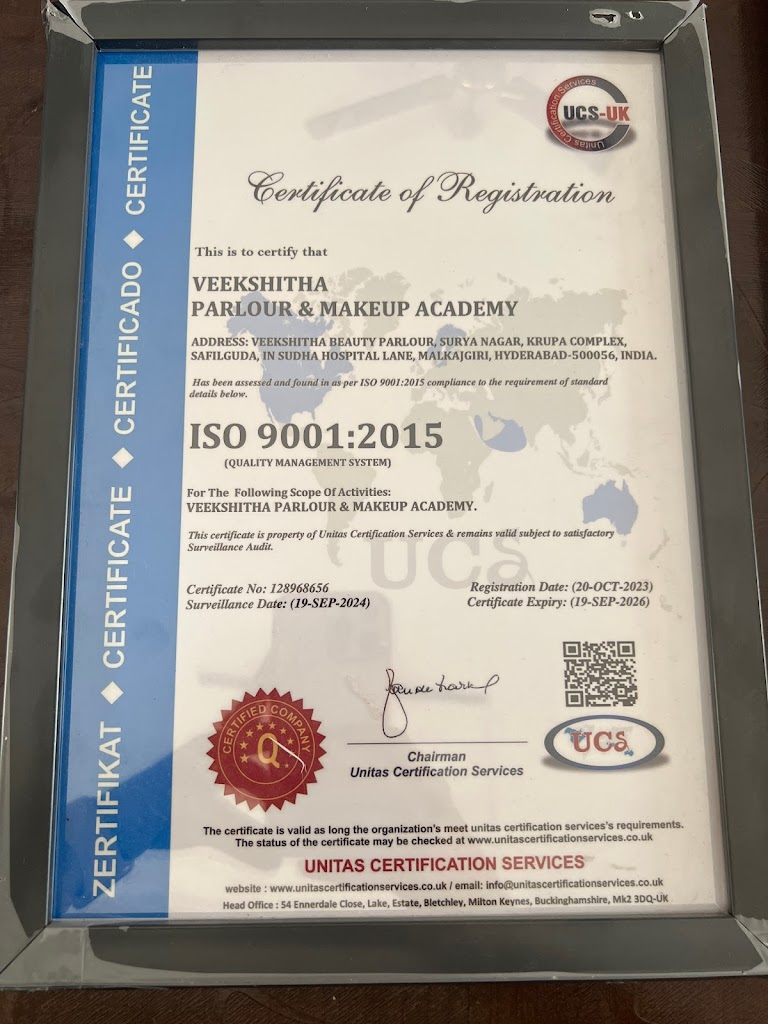 ZERTIFIKAT ◆ CERTIFICATE ◆ CERTIFICADO ◆ CERTIFICATE
UCS-UK
Unitas Certification Services
Certificate of Registration
This is to certify that
VEEKSHITHA
PARLOUR & MAKEUP ACADEMY
ADDRESS: VEEKSHITHA BEAUTY PARLOUR, SURYA NAGAR, KRUPA COMPLEX,
SAFILGUDA, IN SUDHA HOSPITAL LANE, MALKAJGIRI, HYDERABAD-500056, INDIA.
Has been assessed and found in as per ISO 9001:2015 compliance to the requirement of standard
details below.
ISO 9001:2015
(QUALITY MANAGEMENT SYSTEM)
For The Following Scope Of Activities:
VEEKSHITHA PARLOUR & MAKEUP ACADEMY.
This certificate is property of Unitas Certification Services & remains valid subject to satisfactory
Surveillance Audit.
UCS
Certificate No: 128968656
Registration Date: (20-OCT-2023)
Surveillance Date: (19-SEP-2024)
Certificate Expiry: (19-SEP-2026)
CERTIFIED COMPANY
Q
Chairman
Unitas Certification Services
UCS
The certificate is valid as long the organization's meet unitas certification services's requirements.
The status of the certificate may be checked at www.unitascertificationservices.co.uk
UNITAS CERTIFICATION SERVICES
website : www.unitascertificationservices.co.uk / email: info@unitascertificationservices.co.uk
Head Office : 54 Ennerdale Close, Lake, Estate, Bletchley, Milton Keynes, Buckinghamshire, Mk2 3DQ-UK